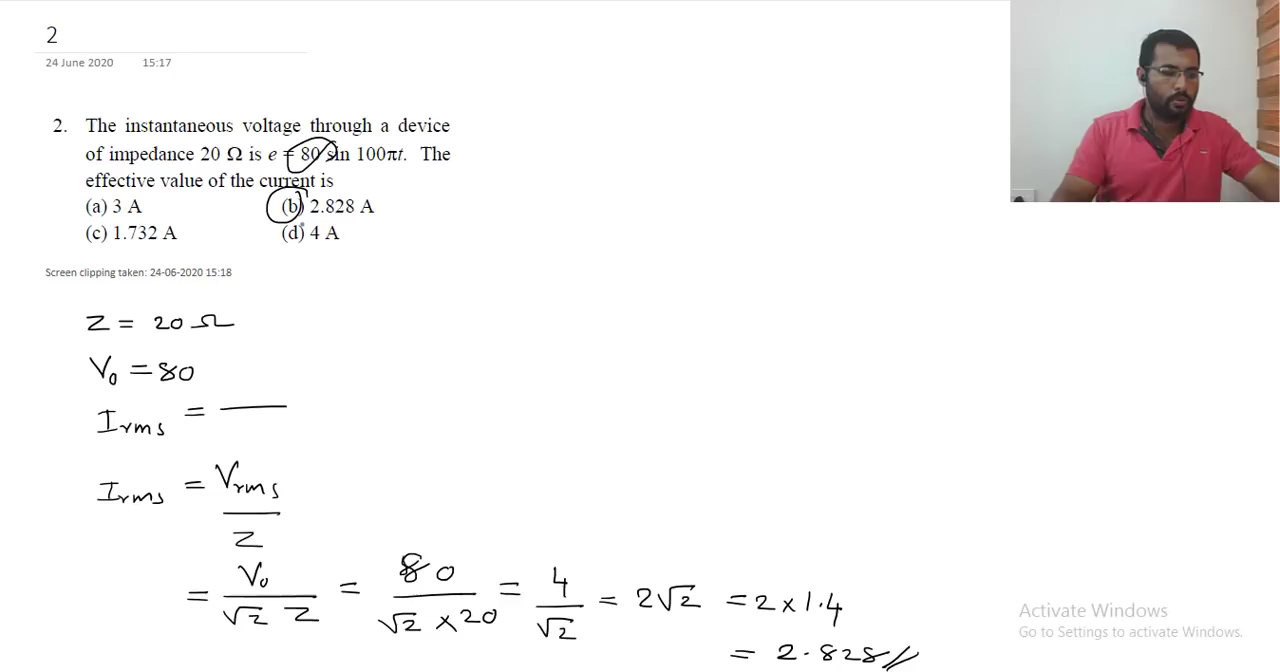 2
24 June 2020 15:17
2. The instantaneous voltage through a device
of impedance 20 Ω is e = 80 sin 100πt. The
effective value of the current is
(a) 3 A (b) 2.828 A
(c) 1.732 A (d) 4 A
Screen clipping taken: 24-06-2020 15:18
Z = 20 Ω
V₀ = 80
Irms = —
Irms = Vrms / Z
= V₀ / √2 Z = 80 / √2 × 20 = 4 / √2 = 2√2 = 2 × 1.4
= 2.828//
Activate Windows
Go to Settings to activate Windows.